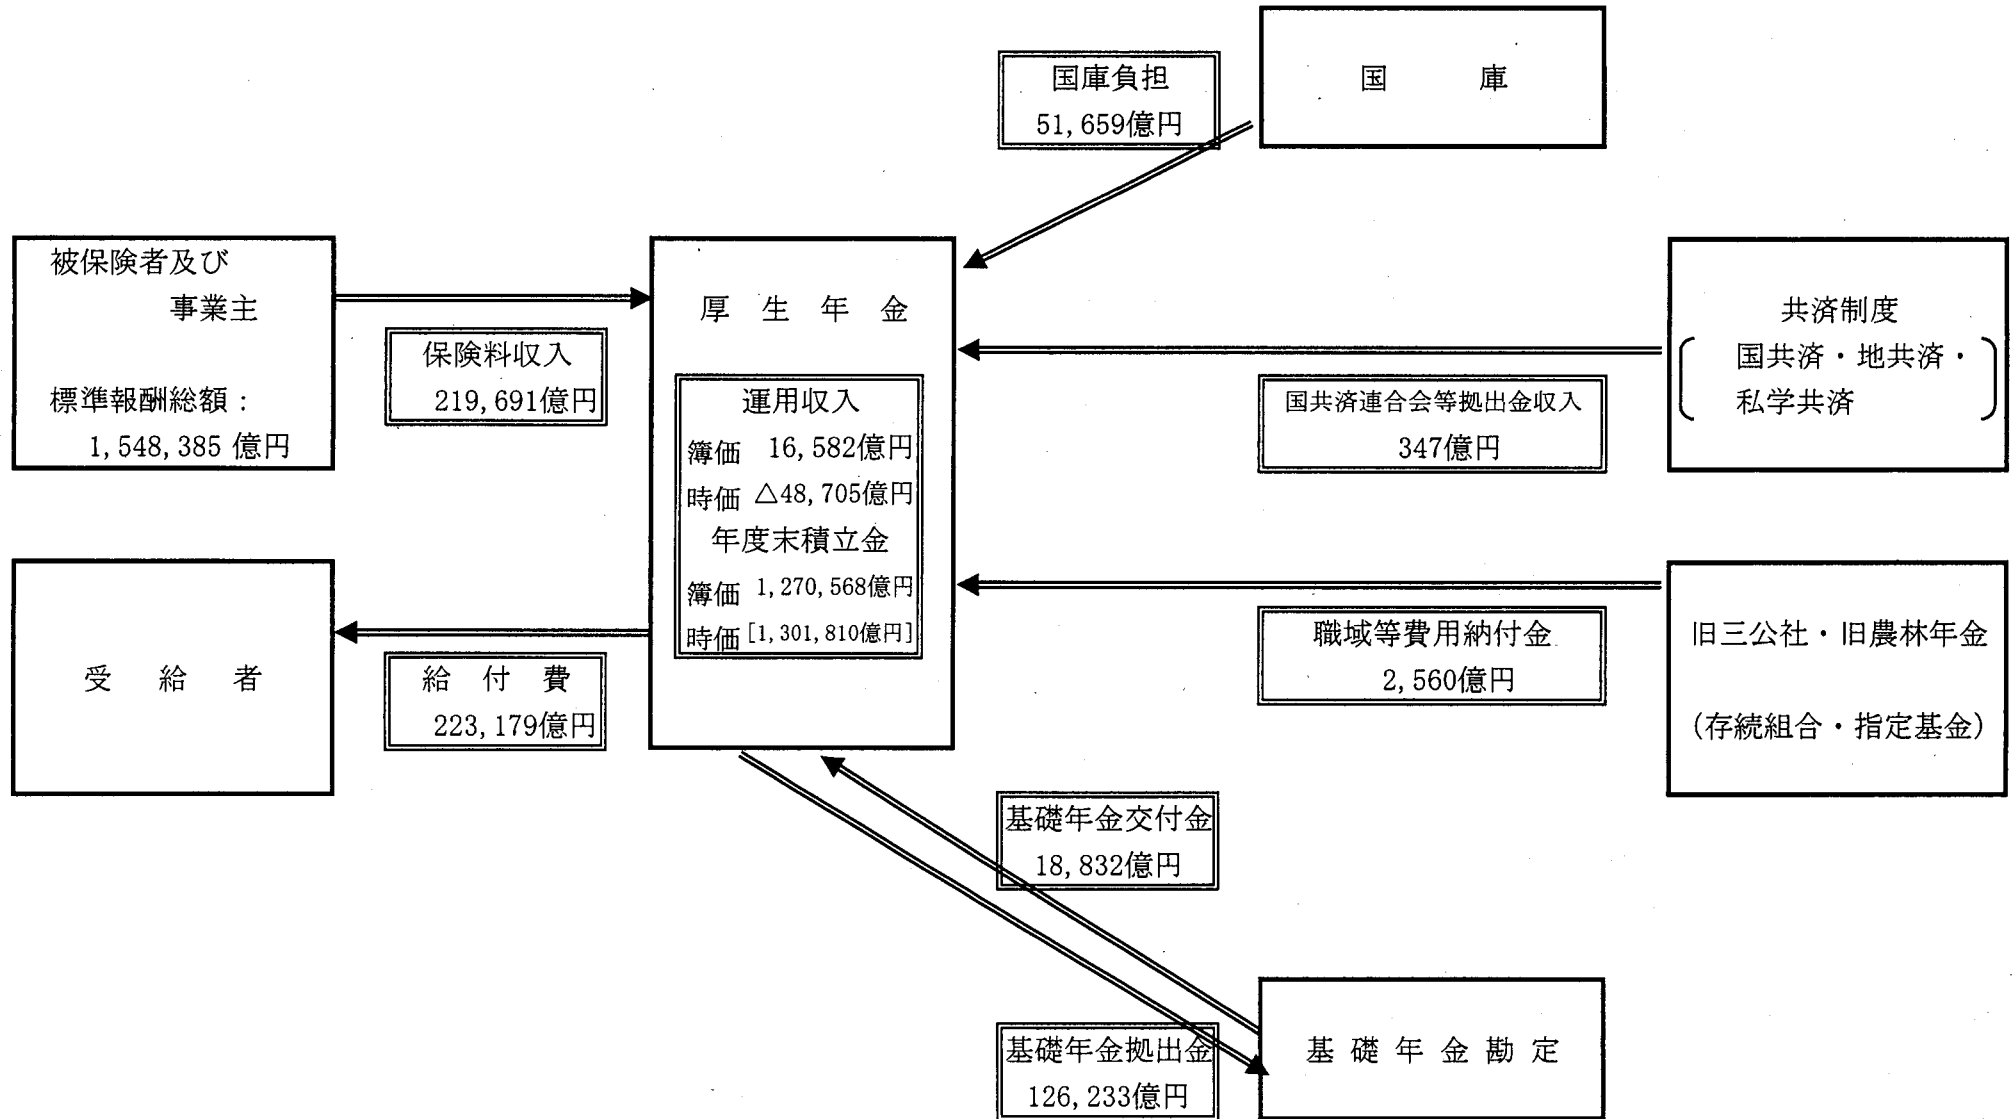 国庫負担
51,659億円
国 庫
被保険者及び
事業主
標準報酬総額：
1,548,385 億円
保険料収入
219,691億円
厚 生 年 金
運用収入
簿価 16,582億円
時価 △48,705億円
年度末積立金
簿価 1,270,568億円
時価 [1,301,810億円]
共済制度
国共済・地共済・
私学共済
国共済連合会等拠出金収入
347億円
受 給 者
給 付 費
223,179億円
職域等費用納付金
2,560億円
旧三公社・旧農林年金
(存続組合・指定基金)
基礎年金交付金
18,832億円
基礎年金拠出金
126,233億円
基 礎 年 金 勘 定